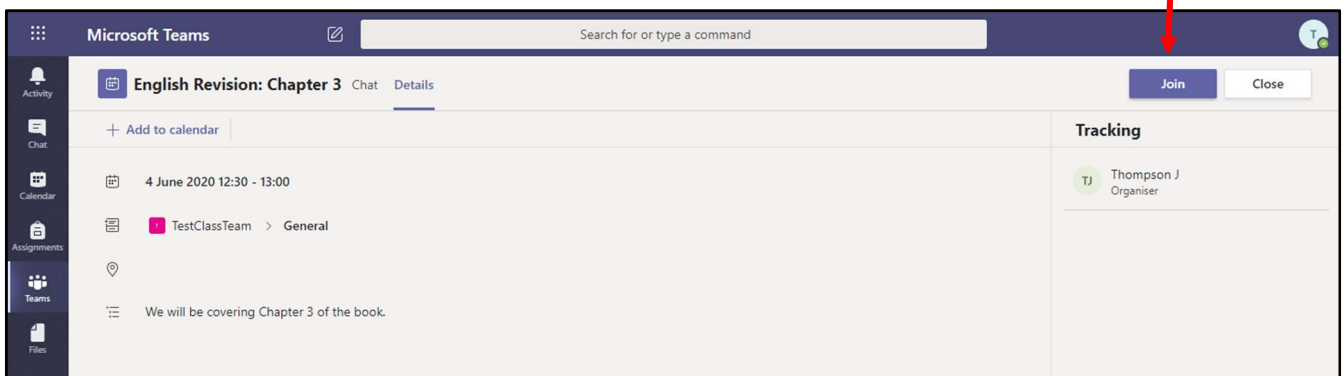 Microsoft Teams
Search for or type a command
T
Activity
Chat
Calendar
Assignments
Teams
Files
English Revision: Chapter 3 Chat Details
Join Close
+ Add to calendar
4 June 2020 12:30 - 13:00
T TestClassTeam > General
We will be covering Chapter 3 of the book.
Tracking
TJ Thompson J
Organiser